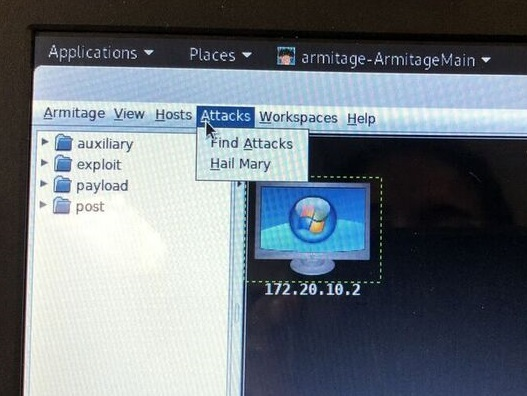 Applications Places armitage-ArmitageMain
Armitage View Hosts Attacks Workspaces Help
Find Attacks
Hail Mary
auxiliary
exploit
payload
post
172.20.10.2